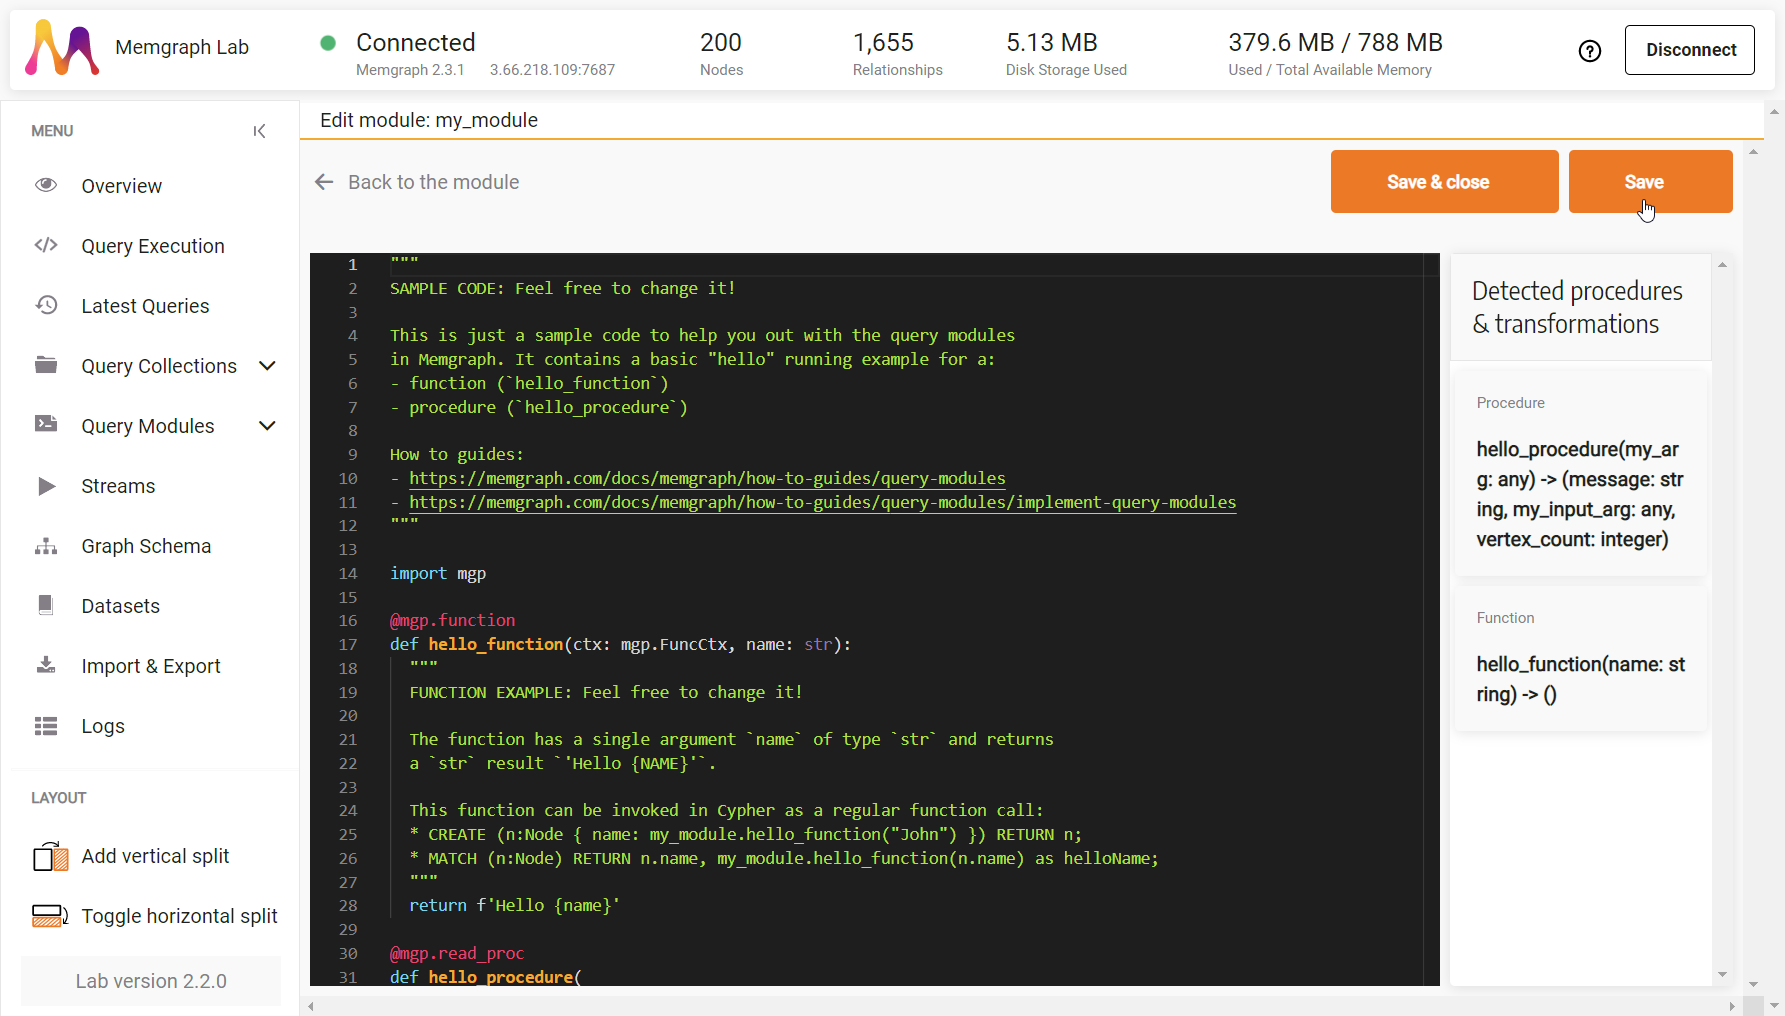 Memgraph Lab
Connected
Memgraph 2.3.1 3.66.218.109:7687
200
Nodes
1,655
Relationships
5.13 MB
Disk Storage Used
379.6 MB / 788 MB
Used / Total Available Memory
Disconnect
MENU
Overview
Query Execution
Latest Queries
Query Collections
Query Modules
Streams
Graph Schema
Datasets
Import & Export
Logs
LAYOUT
Add vertical split
Toggle horizontal split
Lab version 2.2.0
Edit module: my_module
Back to the module
Save & close
Save
1 """
2 SAMPLE CODE: Feel free to change it!
3
4 This is just a sample code to help you out with the query modules
5 in Memgraph. It contains a basic "hello" running example for a:
6 - function (`hello_function`)
7 - procedure (`hello_procedure`)
8
9 How to guides:
10 - https://memgraph.com/docs/memgraph/how-to-guides/query-modules
11 - https://memgraph.com/docs/memgraph/how-to-guides/query-modules/implement-query-modules
12 """
13
14 import mgp
15
16 @mgp.function
17 def hello_function(ctx: mgp.FuncCtx, name: str):
18 """
19 FUNCTION EXAMPLE: Feel free to change it!
20
21 The function has a single argument `name` of type `str` and returns
22 a `str` result `'Hello {NAME}'`.
23
24 This function can be invoked in Cypher as a regular function call:
25 * CREATE (n:Node { name: my_module.hello_function("John") }) RETURN n;
26 * MATCH (n:Node) RETURN n.name, my_module.hello_function(n.name) as helloName;
27 """
28 return f'Hello {name}'
29
30 @mgp.read_proc
31 def hello_procedure(
Detected procedures
& transformations
Procedure
hello_procedure(my_ar
g: any) -> (message: str
ing, my_input_arg: any,
vertex_count: integer)
Function
hello_function(name: st
ring) -> ()